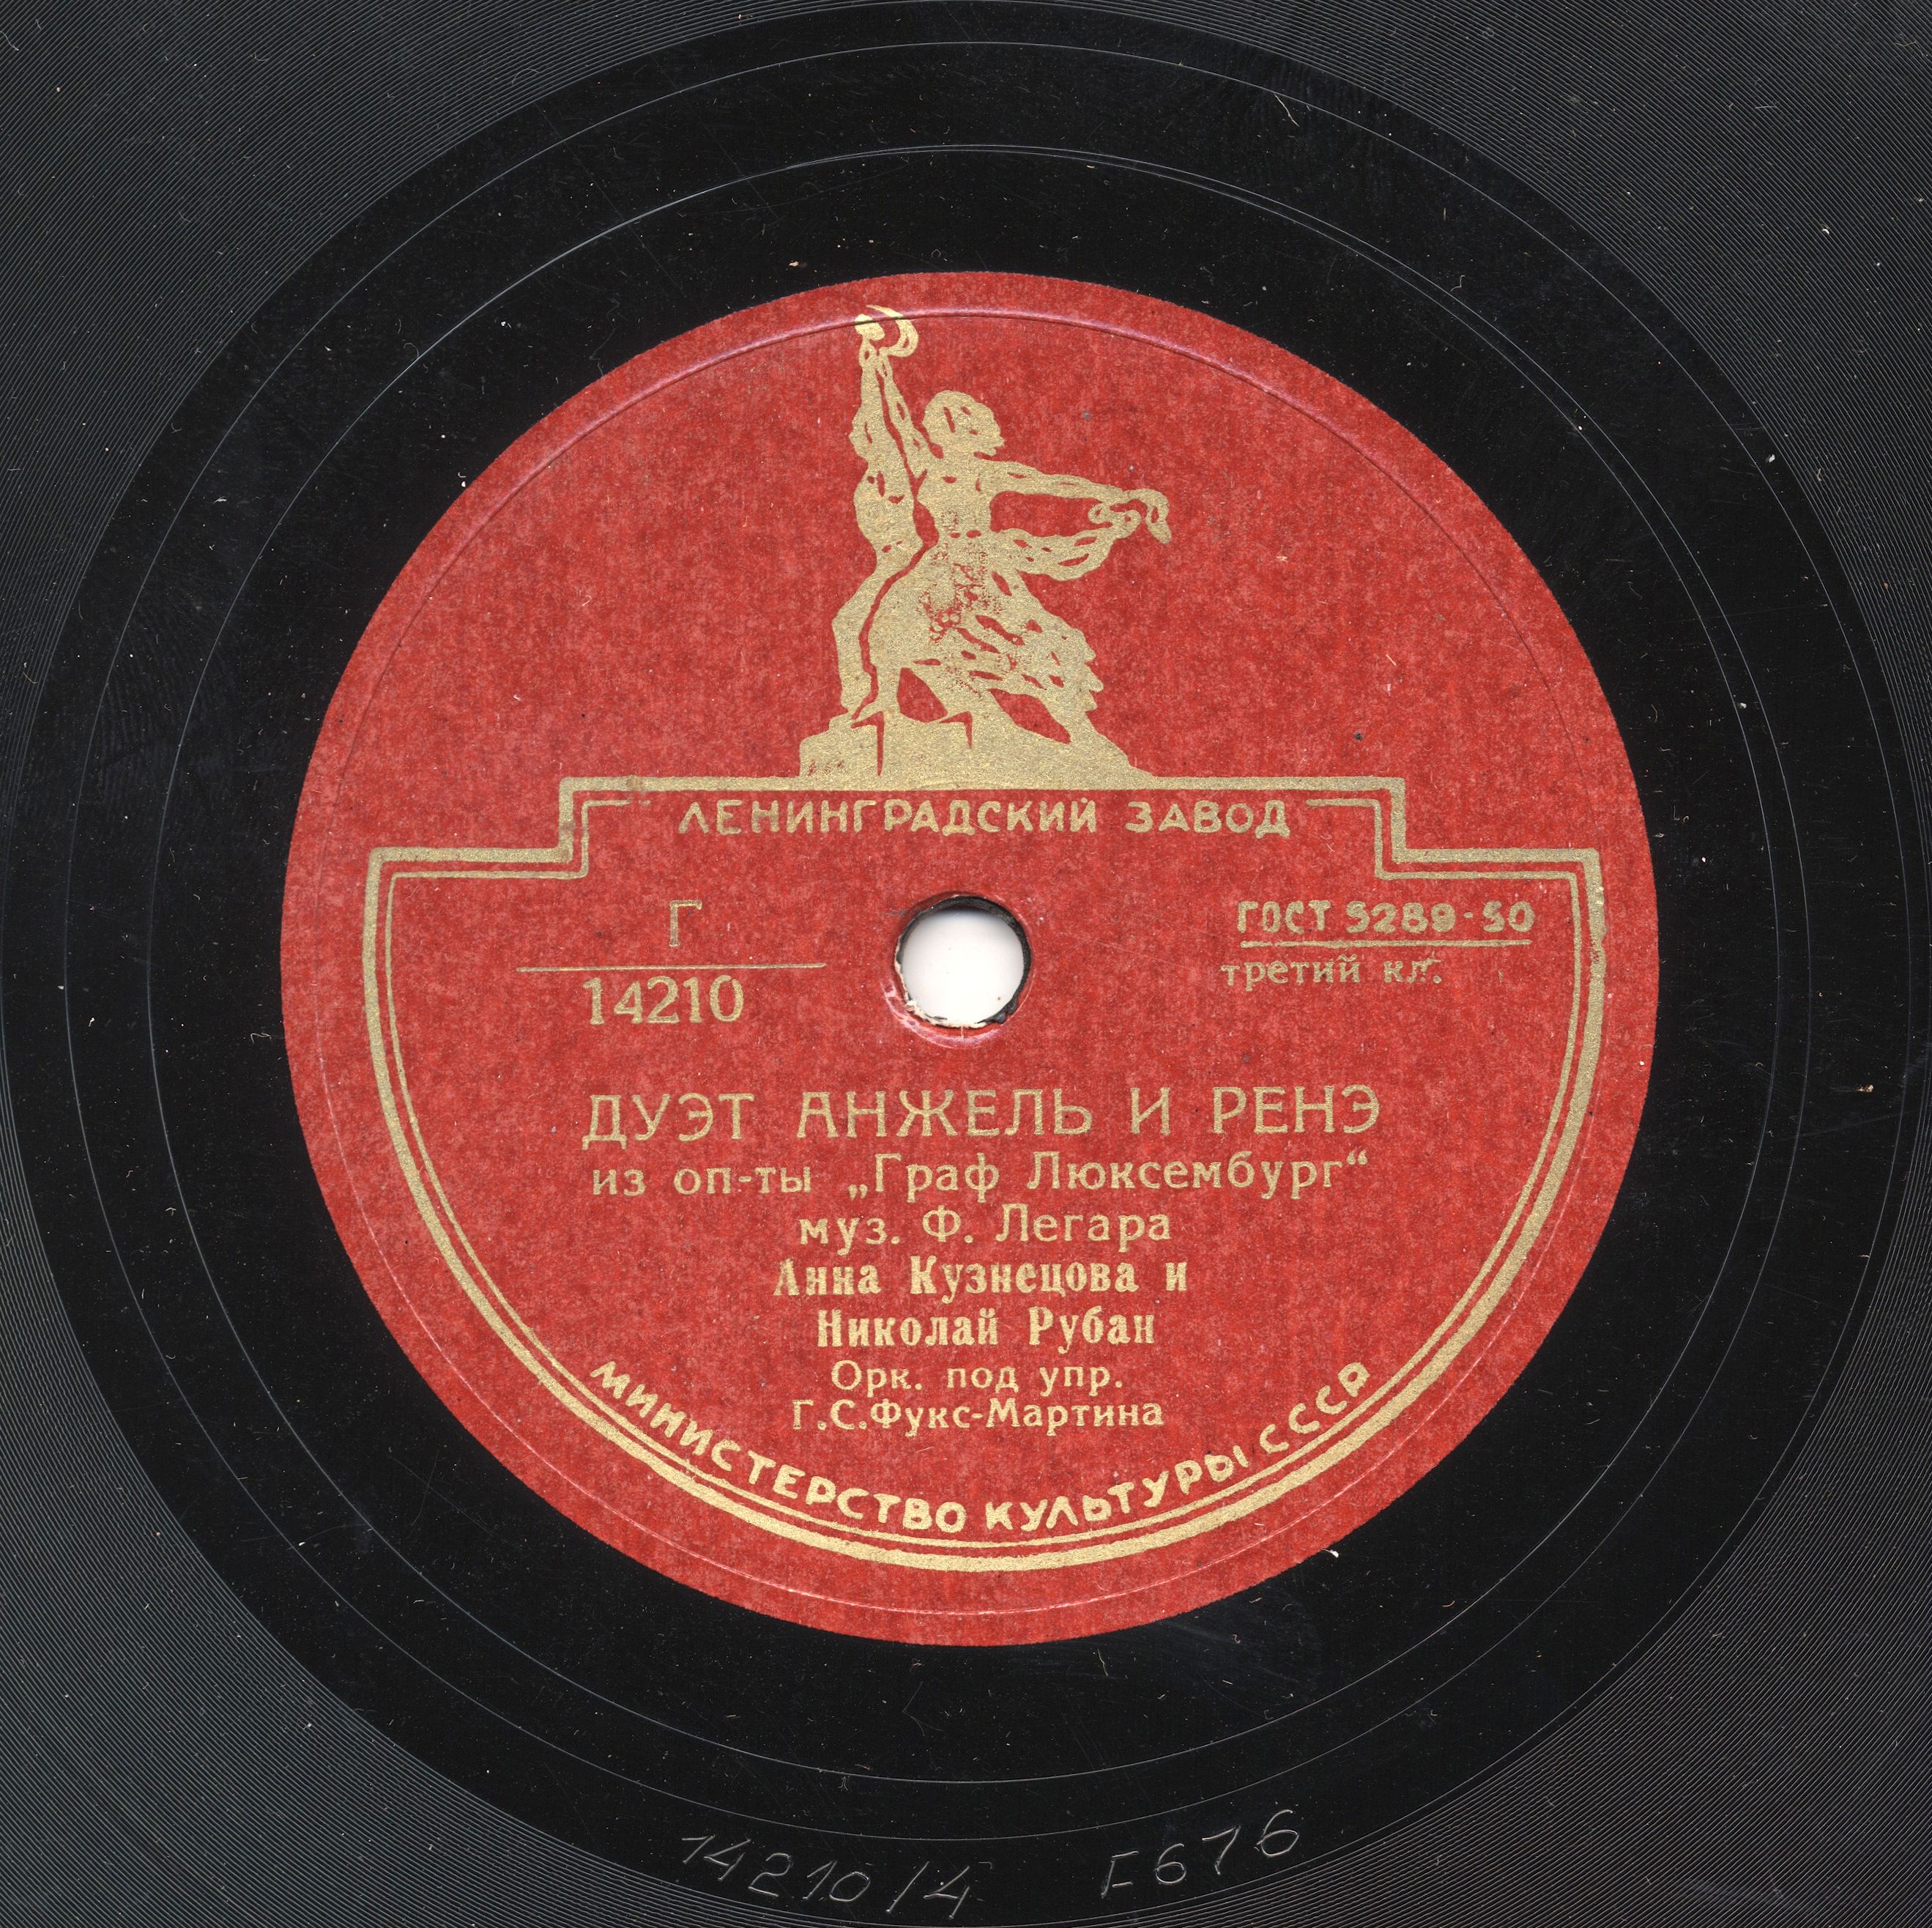 ЛЕНИНГРАДСКИЙ ЗАВОД
Г
14210
ГОСТ 5289-50
третий кл.
ДУЭТ АНЖЕЛЬ И РЕНЭ
из оп-ты „Граф Люксембург“
муз. Ф. Легара
Анна Кузнецова и
Николай Рубан
Орк. под упр.
Г.С.Фукс-Мартина
МИНИСТЕРСТВО КУЛЬТУРЫ СССР
14210/4 F676